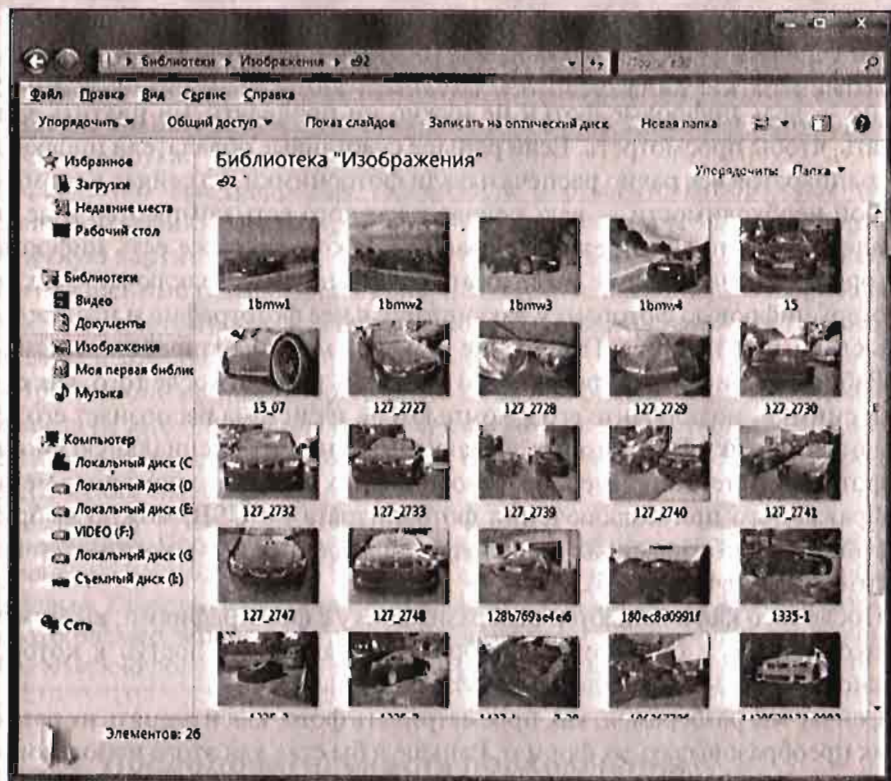 Библиотеки ▸ Изображения ▸ e92
Файл Правка Вид Сервис Справка
Упорядочить Общий доступ Показ слайдов Записать на оптический диск Новая папка
Избранное
Загрузки
Недавние места
Рабочий стол
Библиотеки
Видео
Документы
Изображения
Моя первая библис
Музыка
Компьютер
Локальный диск (C
Локальный диск (D
Локальный диск (E:
VIDEO (F:)
Локальный диск (G
Съемный диск (I:)
Сеть
Библиотека "Изображения"
e92
Упорядочить: Папка
1bmw1 1bmw2 1bmw3 1bmw4 15
15_07 127_2727 127_2728 127_2729 127_2730
127_2732 127_2733 127_2739 127_2740 127_2741
127_2747 127_2748 128b769ae4e6 180ec8d0991f 1335-1
Элементов: 26